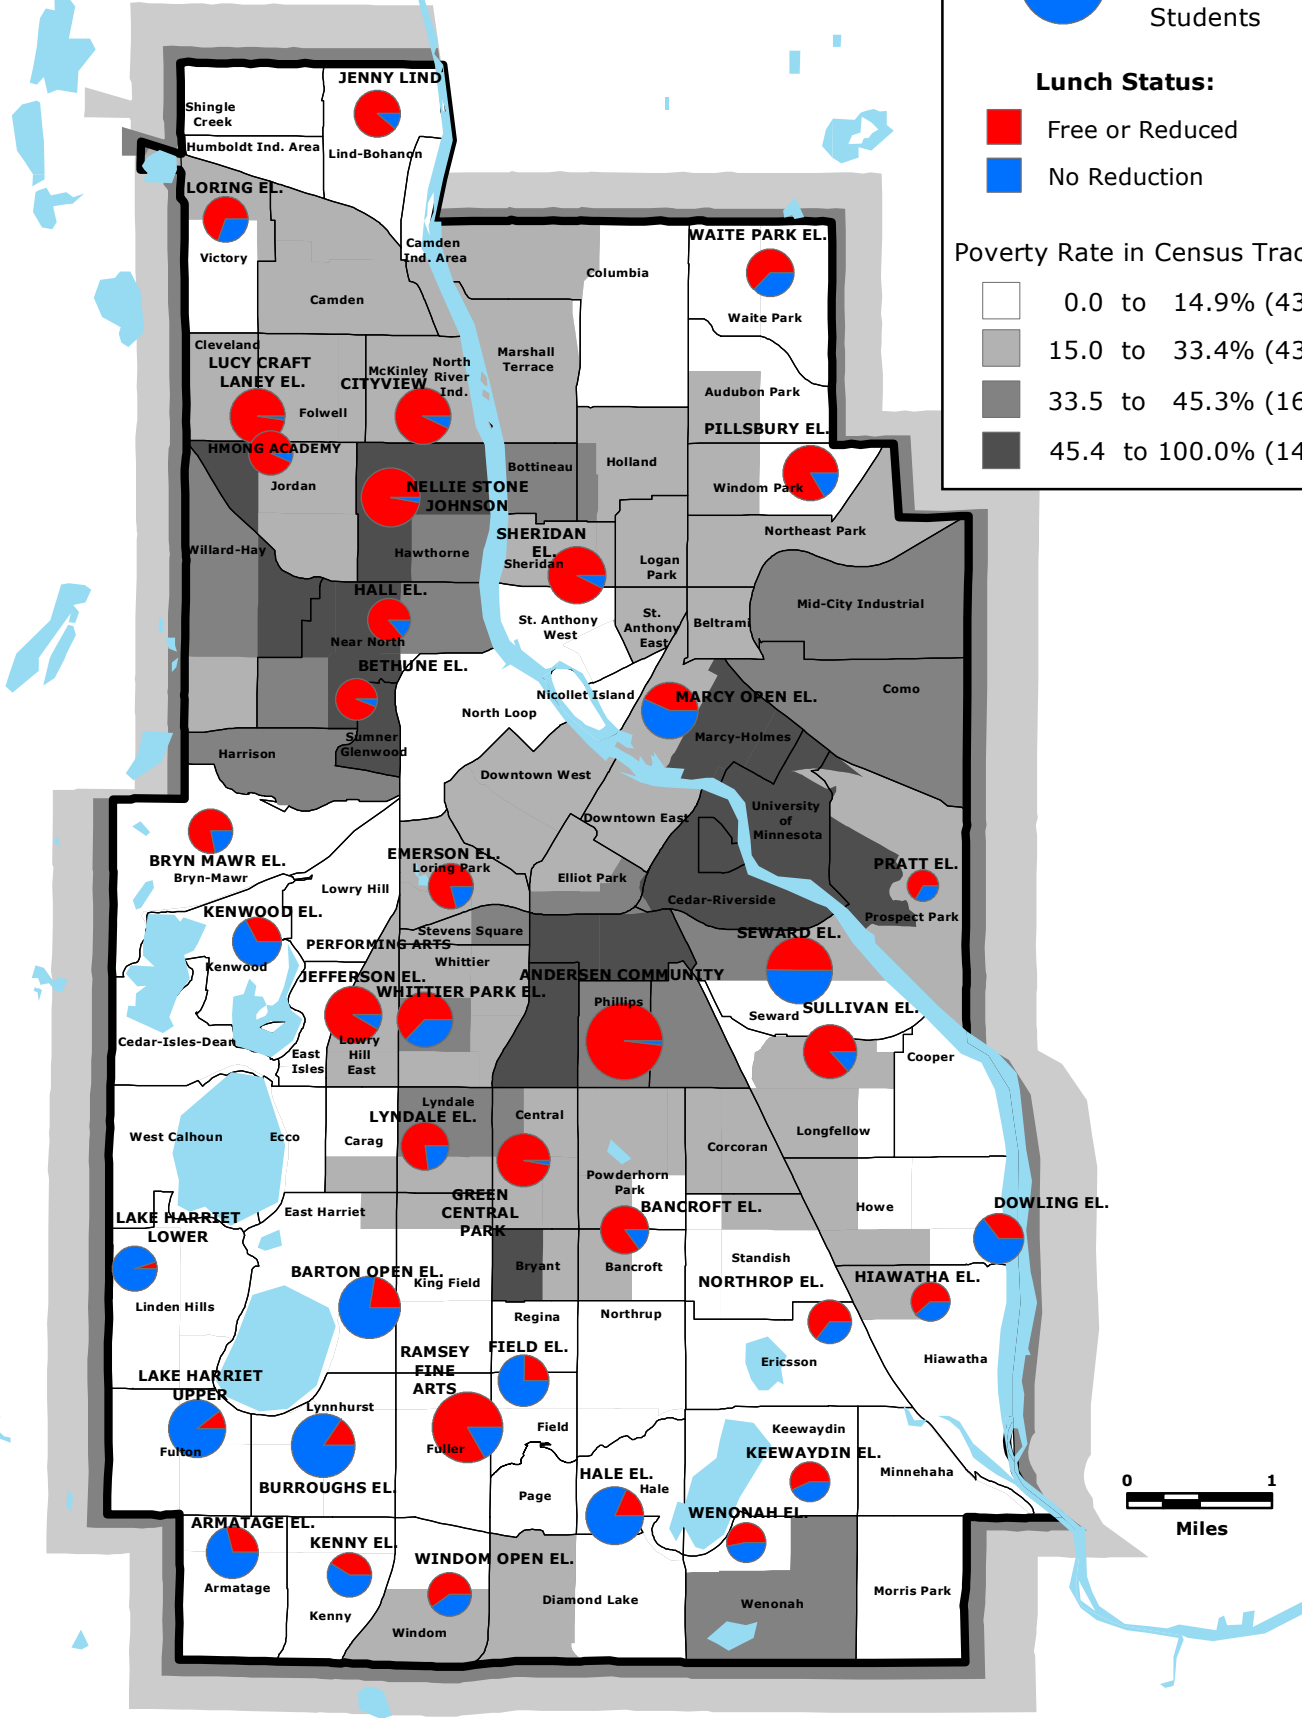 Students
Lunch Status:
Free or Reduced
No Reduction
Poverty Rate in Census Trac
0.0 to 14.9% (43
15.0 to 33.4% (43
33.5 to 45.3% (16
45.4 to 100.0% (14
JENNY LIND
Shingle
Creek
Humboldt Ind. Area
Lind-Bohanon
LORING EL.
Victory
Camden
Ind. Area
Camden
Columbia
WAITE PARK EL.
Waite Park
Cleveland
LUCY CRAFT
LANEY EL.
Folwell
McKinley
CITYVIEW
North
River
Ind.
Marshall
Terrace
Audubon Park
PILLSBURY EL.
Windom Park
HMONG ACADEMY
Jordan
NELLIE STONE
JOHNSON
Bottineau
Holland
Northeast Park
Willard-Hay
Hawthorne
SHERIDAN
EL.
Sheridan
Logan
Park
HALL EL.
Near North
St. Anthony
West
St.
Anthony
East
Beltrami
Mid-City Industrial
BETHUNE EL.
Nicollet Island
North Loop
MARCY OPEN EL.
Marcy-Holmes
Como
Sumner
Glenwood
Harrison
Downtown West
Downtown East
University
of
Minnesota
BRYN MAWR EL.
Bryn-Mawr
EMERSON EL.
Loring Park
Elliot Park
Lowry Hill
Cedar-Riverside
PRATT EL.
Prospect Park
KENWOOD EL.
Kenwood
Stevens Square
PERFORMING ARTS
Whittier
SEWARD EL.
JEFFERSON EL.
WHITTIER PARK EL.
ANDERSEN COMMUNITY
Phillips
Seward
SULLIVAN EL.
Cedar-Isles-Dean
East
Isles
Lowry
Hill
East
Cooper
West Calhoun
Ecco
Carag
Lyndale
LYNDALE EL.
Central
Corcoran
Longfellow
Powderhorn
Park
GREEN
CENTRAL
PARK
BANCROFT EL.
Howe
DOWLING EL.
LAKE HARRIET
LOWER
East Harriet
Linden Hills
BARTON OPEN EL.
King Field
Bryant
Bancroft
Standish
NORTHROP EL.
HIAWATHA EL.
Regina
Northrup
Ericsson
Hiawatha
LAKE HARRIET
UPPER
Fulton
Lynnhurst
BURROUGHS EL.
RAMSEY
FINE
ARTS
Fuller
FIELD EL.
Field
Keewaydin
KEEWAYDIN EL.
Minnehaha
Page
HALE EL.
Hale
WENONAH EL.
ARMATAGE EL.
Armatage
KENNY EL.
Kenny
WINDOM OPEN EL.
Windom
Diamond Lake
Wenonah
Morris Park
0 1
Miles